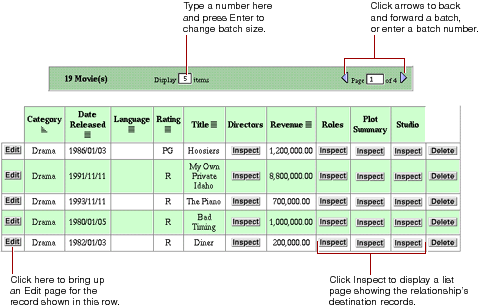 Type a number here
and press Enter to
change batch size.
Click arrows to back
and forward a batch,
or enter a batch number.
19 Movie(s) Display 5 items Page 1 of 4
Category Date Released Language Rating Title Directors Revenue Roles Plot Summary Studio
Edit Drama 1986/01/03 PG Hoosiers Inspect 1,200,000.00 Inspect Inspect Inspect Delete
Edit Drama 1991/11/11 R My Own Private Idaho Inspect 8,800,000.00 Inspect Inspect Inspect Delete
Edit Drama 1993/11/11 R The Piano Inspect 700,000.00 Inspect Inspect Inspect Delete
Edit Drama 1980/01/05 R Bad Timing Inspect 1,000,000.00 Inspect Inspect Inspect Delete
Edit Drama 1982/01/03 R Diner Inspect 200,000.00 Inspect Inspect Inspect Delete
Click here to bring up
an Edit page for the
record shown in this row.
Click Inspect to display a list
page showing the relationship's
destination records.